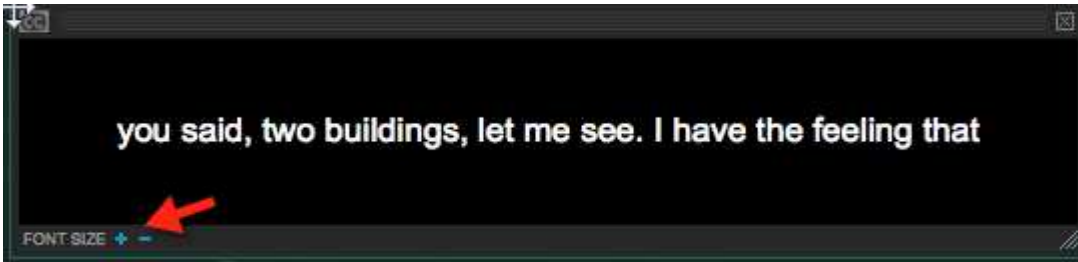 CC
you said, two buildings, let me see. I have the feeling that
FONT SIZE + -